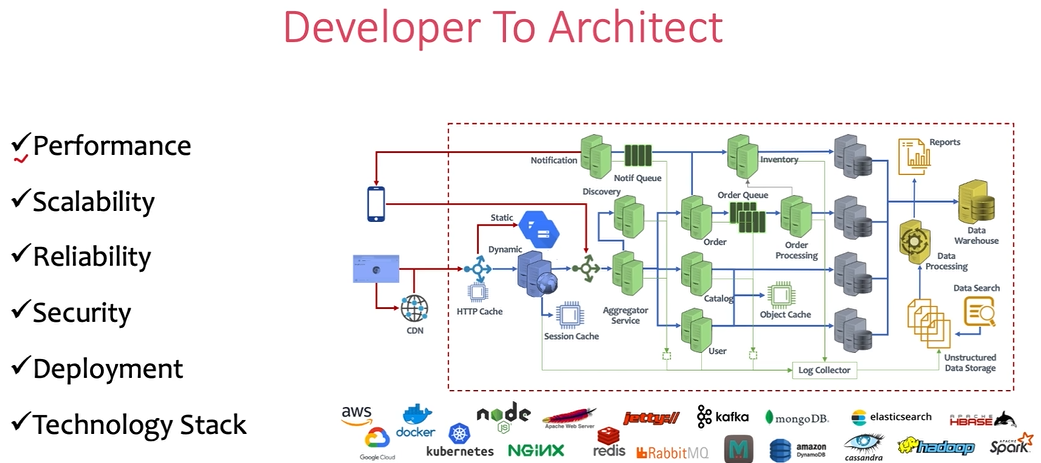 Developer To Architect
✓Performance
✓Scalability
✓Reliability
✓Security
✓Deployment
✓Technology Stack
Notification
Notif Queue
Inventory
Reports
Discovery
Order Queue
Static
Order
Order
Processing
Data
Warehouse
Dynamic
Data
Processing
HTTP Cache
CDN
Session Cache
Aggregator
Service
Catalog
Object Cache
Data Search
User
Log Collector
Unstructured
Data Storage
aws
docker
node
JS
Apache Web Server
jetty://
kafka
mongoDB.
elasticsearch
APACHE
HBASE
Google Cloud
kubernetes
NGINX
redis
RabbitMQ
M
amazon
DynamoDB
cassandra
hadoop
APACHE
Spark